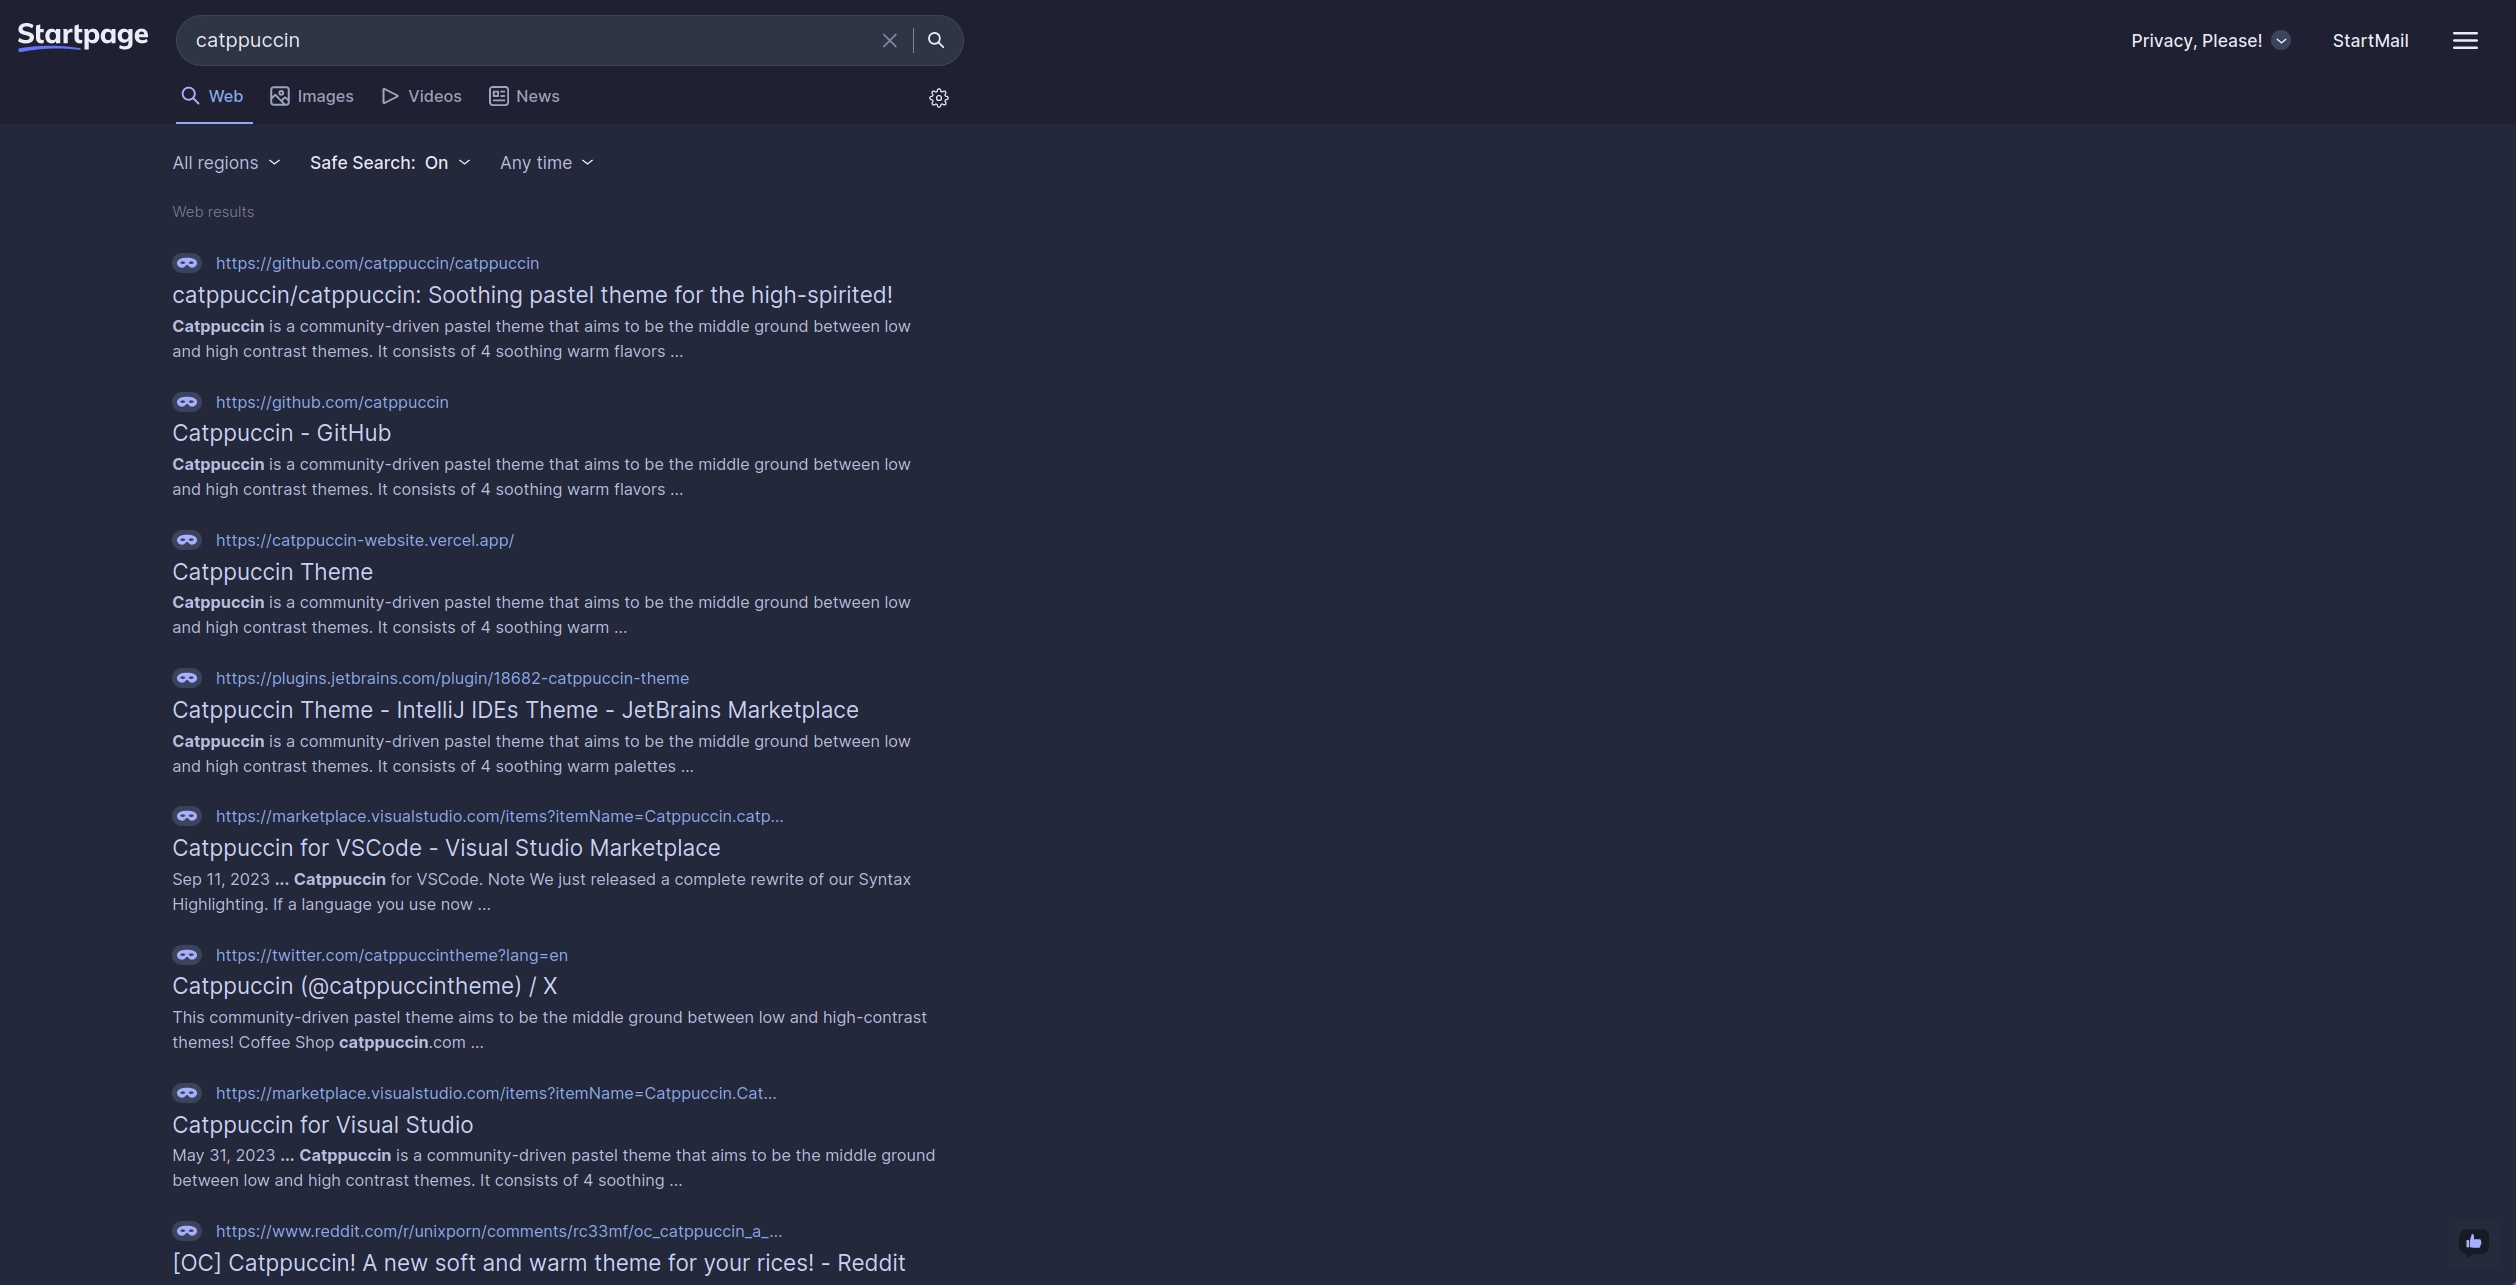 Startpage
catppuccin
Privacy, Please!
StartMail
Web
Images
Videos
News
All regions
Safe Search: On
Any time
Web results
https://github.com/catppuccin/catppuccin
catppuccin/catppuccin: Soothing pastel theme for the high-spirited!
Catppuccin is a community-driven pastel theme that aims to be the middle ground between low
and high contrast themes. It consists of 4 soothing warm flavors ...
https://github.com/catppuccin
Catppuccin - GitHub
Catppuccin is a community-driven pastel theme that aims to be the middle ground between low
and high contrast themes. It consists of 4 soothing warm flavors ...
https://catppuccin-website.vercel.app/
Catppuccin Theme
Catppuccin is a community-driven pastel theme that aims to be the middle ground between low
and high contrast themes. It consists of 4 soothing warm ...
https://plugins.jetbrains.com/plugin/18682-catppuccin-theme
Catppuccin Theme - IntelliJ IDEs Theme - JetBrains Marketplace
Catppuccin is a community-driven pastel theme that aims to be the middle ground between low
and high contrast themes. It consists of 4 soothing warm palettes ...
https://marketplace.visualstudio.com/items?itemName=Catppuccin.catp...
Catppuccin for VSCode - Visual Studio Marketplace
Sep 11, 2023 ... Catppuccin for VSCode. Note We just released a complete rewrite of our Syntax
Highlighting. If a language you use now ...
https://twitter.com/catppuccintheme?lang=en
Catppuccin (@catppuccintheme) / X
This community-driven pastel theme aims to be the middle ground between low and high-contrast
themes! Coffee Shop catppuccin.com ...
https://marketplace.visualstudio.com/items?itemName=Catppuccin.Cat...
Catppuccin for Visual Studio
May 31, 2023 ... Catppuccin is a community-driven pastel theme that aims to be the middle ground
between low and high contrast themes. It consists of 4 soothing ...
https://www.reddit.com/r/unixporn/comments/rc33mf/oc_catppuccin_a_...
[OC] Catppuccin! A new soft and warm theme for your rices! - Reddit